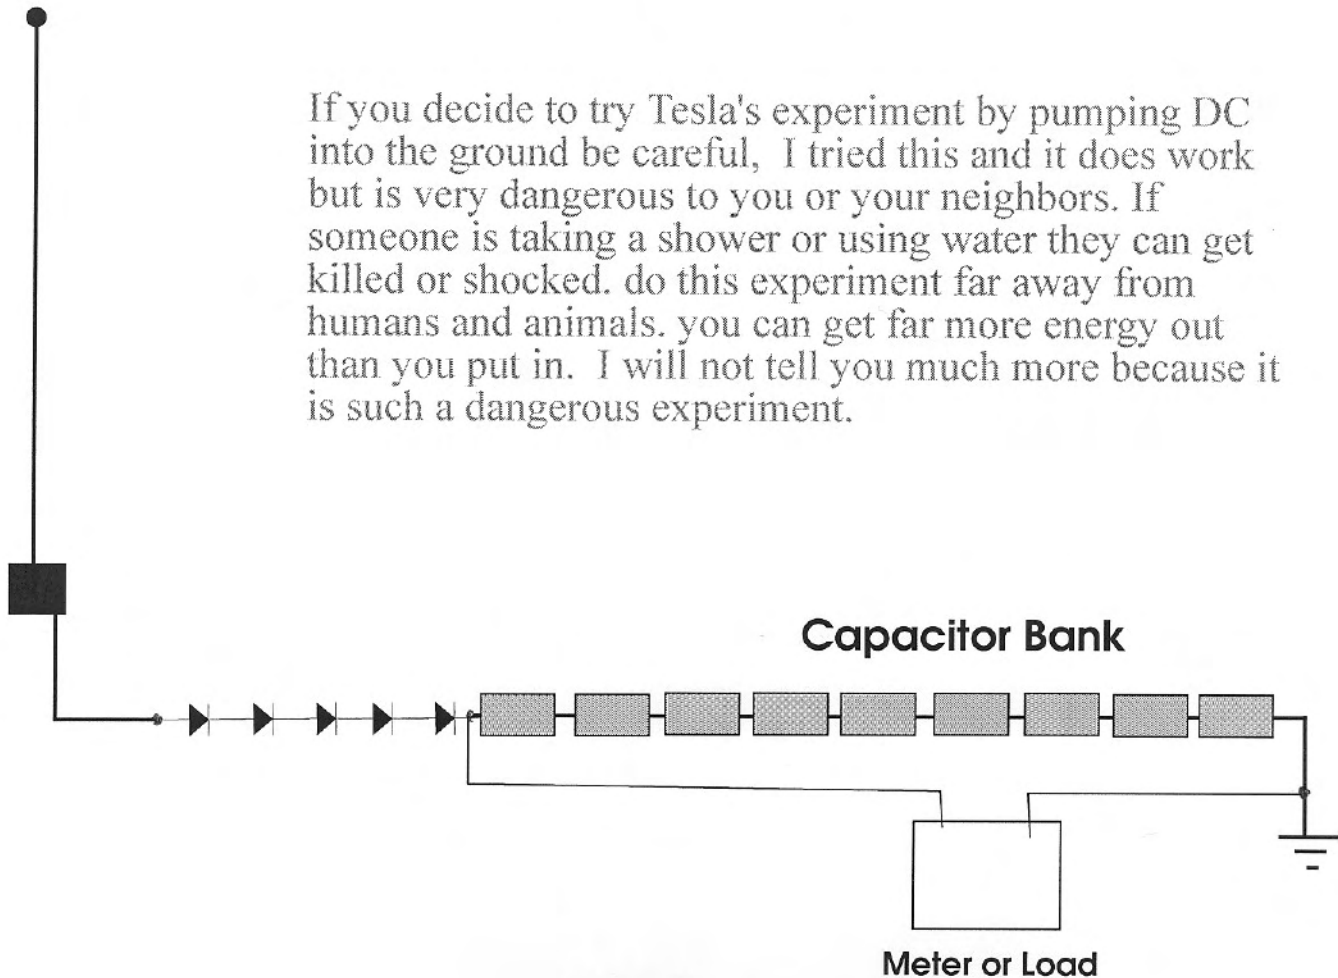 If you decide to try Tesla's experiment by pumping DC
into the ground be careful,  I tried this and it does work
but is very dangerous to you or your neighbors. If
someone is taking a shower or using water they can get
killed or shocked. do this experiment far away from
humans and animals. you can get far more energy out
than you put in.  I will not tell you much more because it
is such a dangerous experiment.
Capacitor Bank
Meter or Load